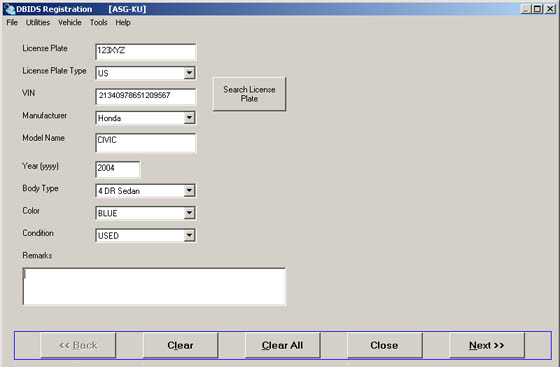 DBIDS Registration [ASG-KU]
File Utilities Vehicle Tools Help
License Plate 123XYZ
License Plate Type US
VIN 21340978651209567
Search License
Plate
Manufacturer Honda
Model Name CIVIC
Year (yyyy) 2004
Body Type 4 DR Sedan
Color BLUE
Condition USED
Remarks
<< Back Clear Clear All Close Next >>